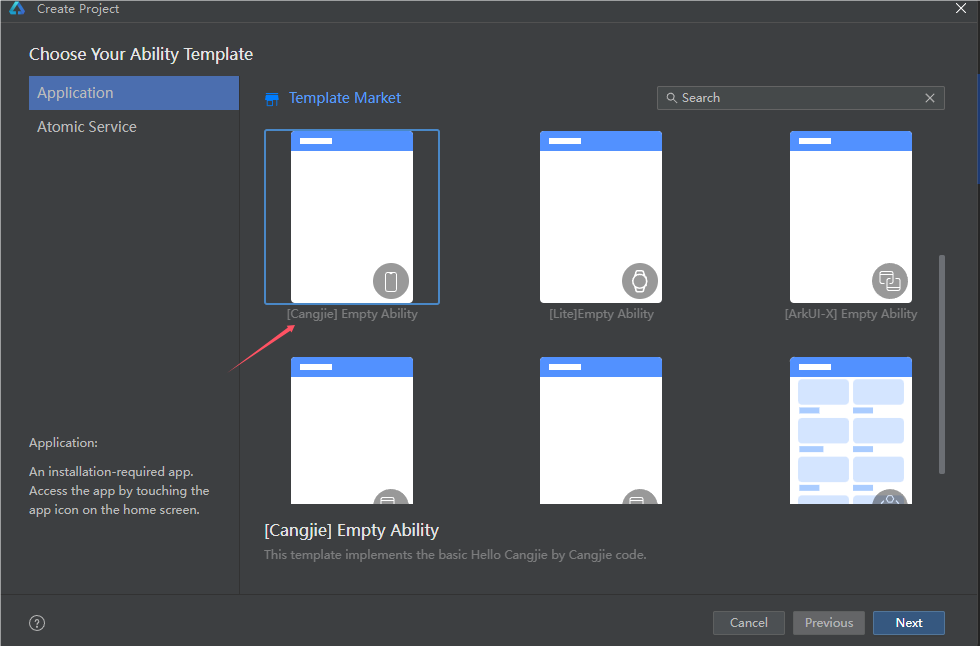 Create Project
Choose Your Ability Template
Application
Atomic Service
Template Market
Search
[Cangjie] Empty Ability
[Lite]Empty Ability
[ArkUI-X] Empty Ability
Application:
An installation-required app.
Access the app by touching the
app icon on the home screen.
[Cangjie] Empty Ability
This template implements the basic Hello Cangjie by Cangjie code.
?
Cancel
Previous
Next